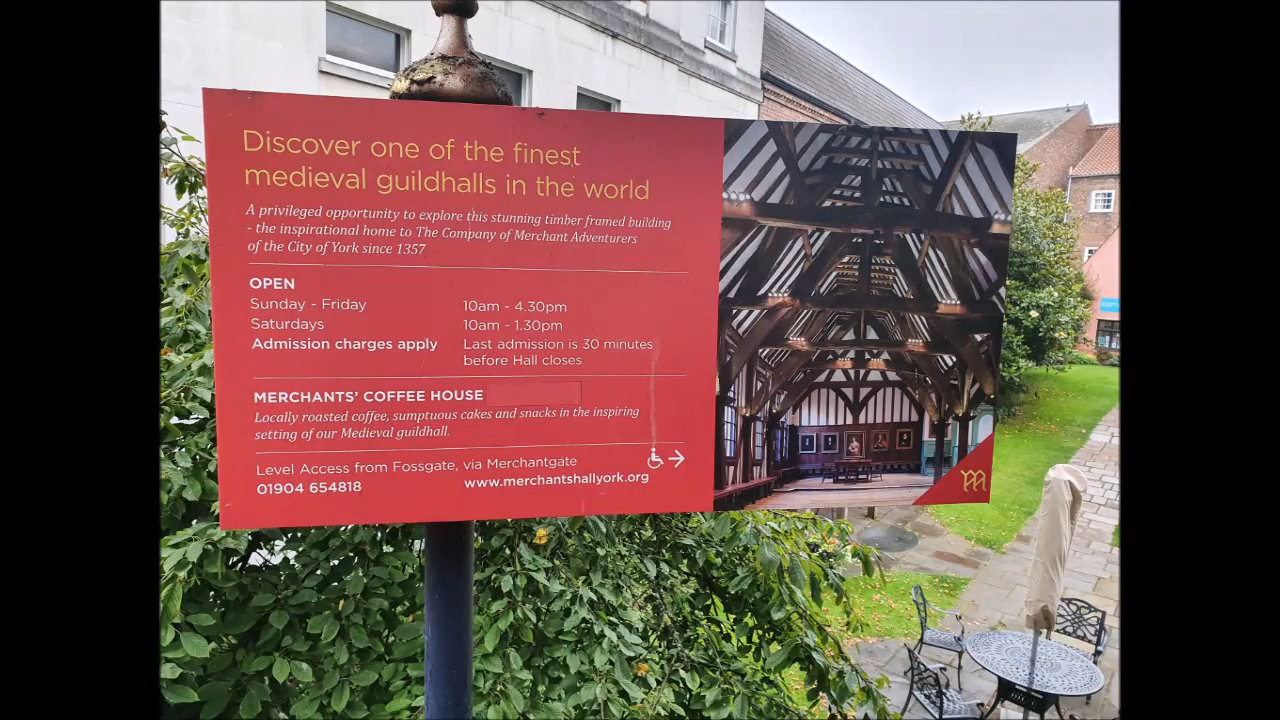 Discover one of the finest
medieval guildhalls in the world
A privileged opportunity to explore this stunning timber framed building
- the inspirational home to The Company of Merchant Adventurers
of the City of York since 1357
OPEN
Sunday - Friday 10am - 4.30pm
Saturdays 10am - 1.30pm
Admission charges apply Last admission is 30 minutes
before Hall closes
MERCHANTS' COFFEE HOUSE
Locally roasted coffee, sumptuous cakes and snacks in the inspiring
setting of our Medieval guildhall.
Level Access from Fossgate, via Merchantgate
01904 654818 www.merchantshallyork.org